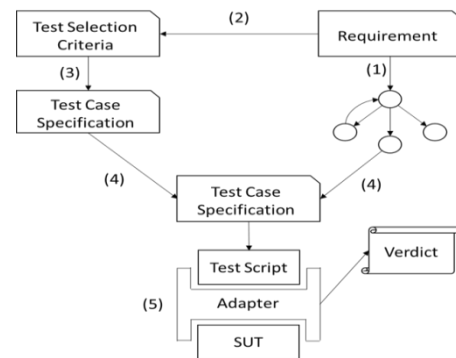 Test Selection
Criteria
(2)
Requirement
(3)
(1)
Test Case
Specification
(4)
(4)
Test Case
Specification
Verdict
Test Script
(5)
Adapter
SUT